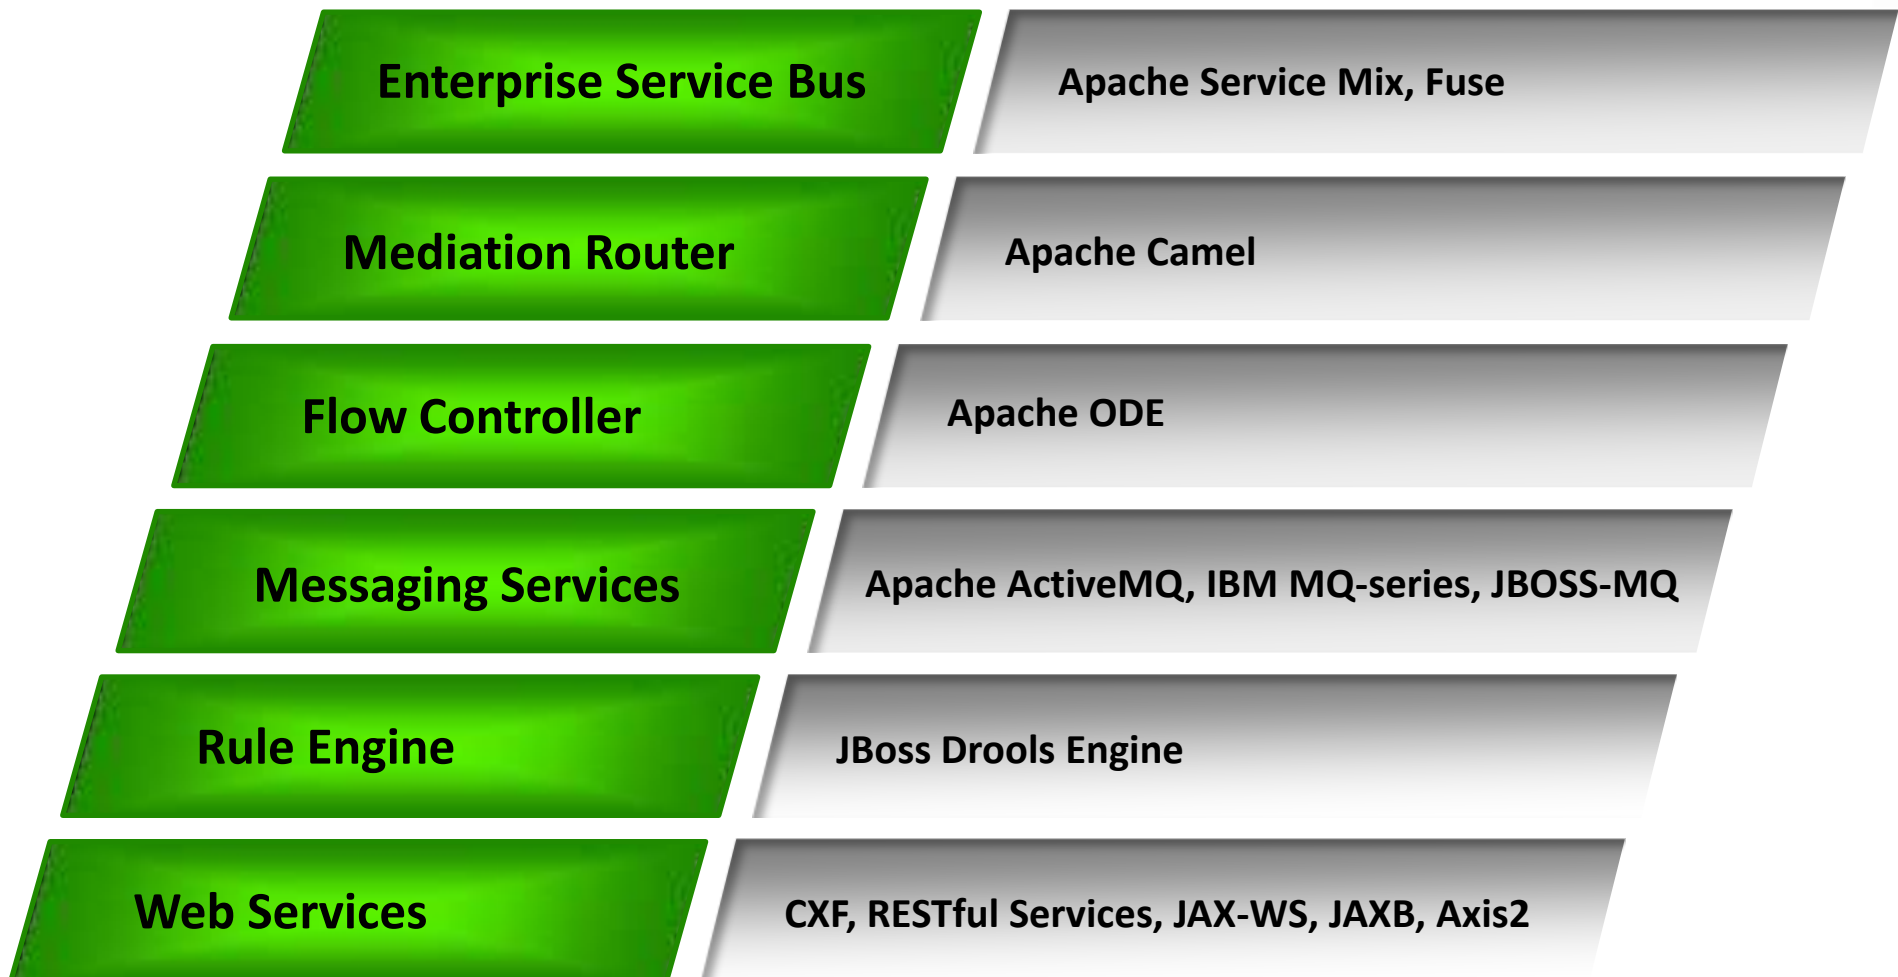 Enterprise Service Bus
Apache Service Mix, Fuse
Mediation Router
Apache Camel
Flow Controller
Apache ODE
Messaging Services
Apache ActiveMQ, IBM MQ-series, JBOSS-MQ
Rule Engine
JBoss Drools Engine
Web Services
CXF, RESTful Services, JAX-WS, JAXB, Axis2